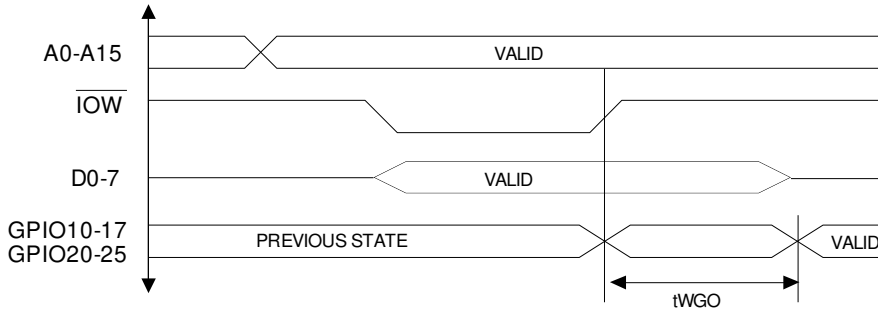 A0-A15
VALID
IOW
D0-7
VALID
GPIO10-17
GPIO20-25
PREVIOUS STATE
VALID
tWGO